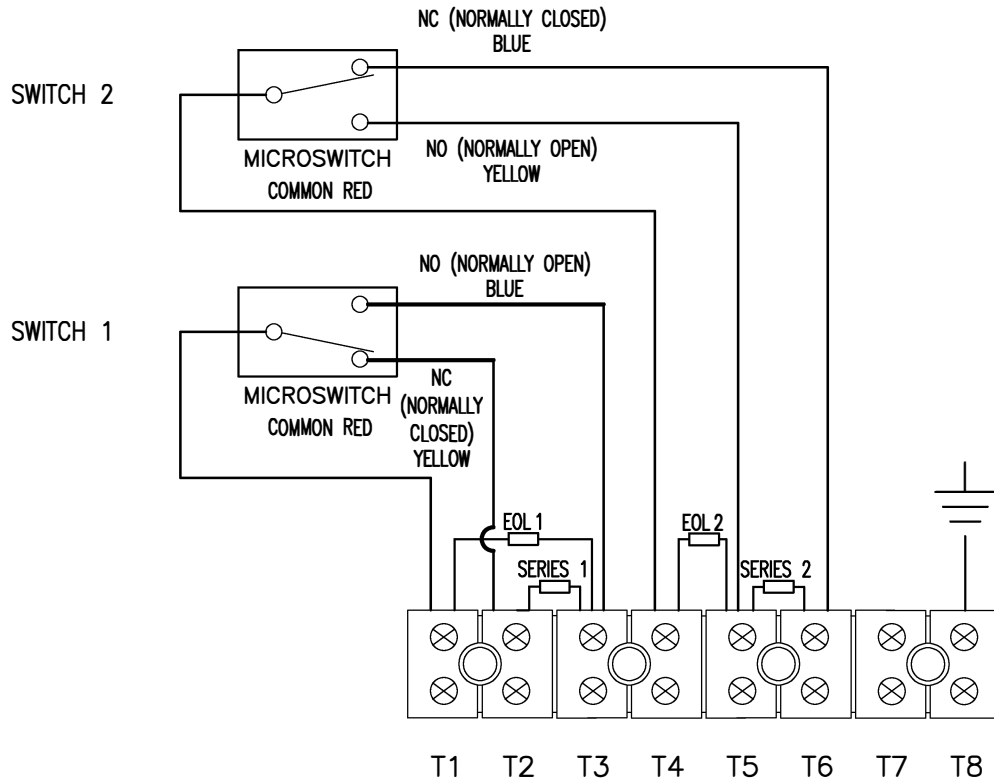 NC (NORMALLY CLOSED)
BLUE
SWITCH 2
MICROSWITCH
COMMON RED
NO (NORMALLY OPEN)
YELLOW
NO (NORMALLY OPEN)
BLUE
SWITCH 1
MICROSWITCH
COMMON RED
NC
(NORMALLY
CLOSED)
YELLOW
EOL 1
EOL 2
SERIES 1
SERIES 2
T1 T2 T3 T4 T5 T6 T7 T8